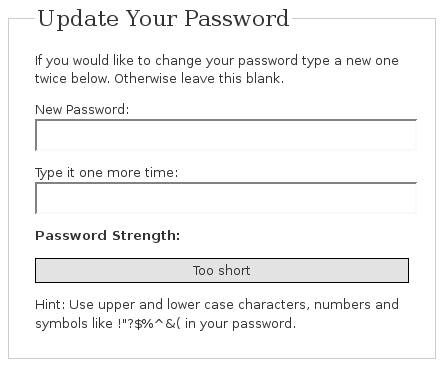 Update Your Password
If you would like to change your password type a new one
twice below. Otherwise leave this blank.
New Password:
Type it one more time:
Password Strength:
Too short
Hint: Use upper and lower case characters, numbers and
symbols like !"?$%^&( in your password.